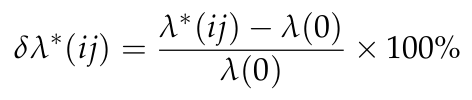 δλ*(ij) = (λ*(ij) − λ(0)) / λ(0) × 100%